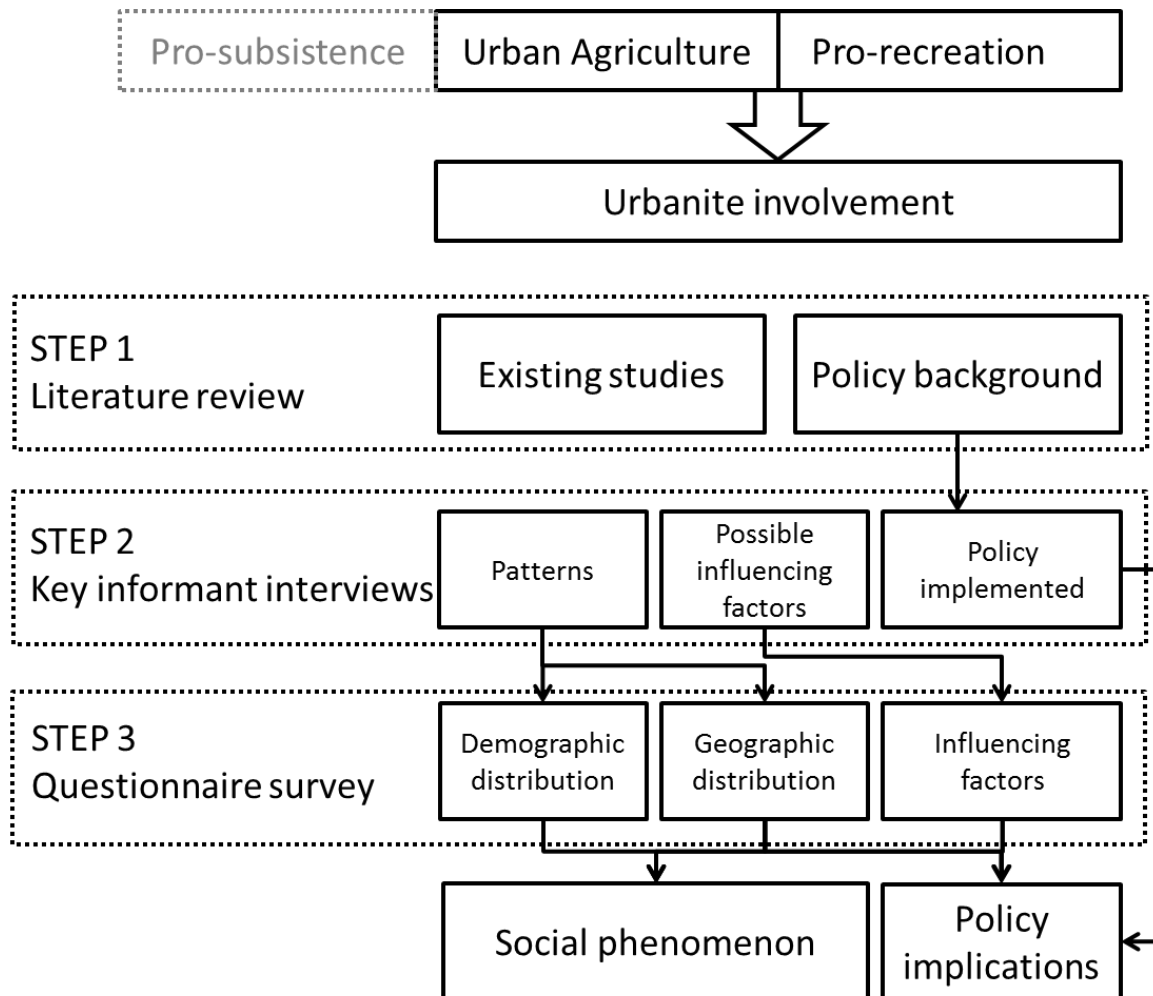 Pro-subsistence
Urban Agriculture
Pro-recreation
Urbanite involvement
STEP 1
Literature review
Existing studies
Policy background
STEP 2
Key informant interviews
Patterns
Possible
influencing
factors
Policy
implemented
STEP 3
Questionnaire survey
Demographic
distribution
Geographic
distribution
Influencing
factors
Social phenomenon
Policy
implications